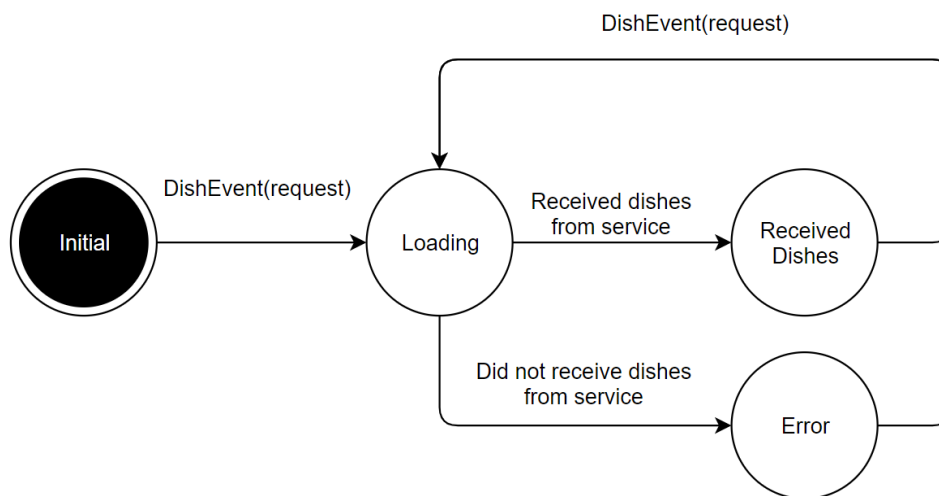 DishEvent(request)
DishEvent(request)
Initial
Loading
Received dishes
from service
Received
Dishes
Did not receive dishes
from service
Error